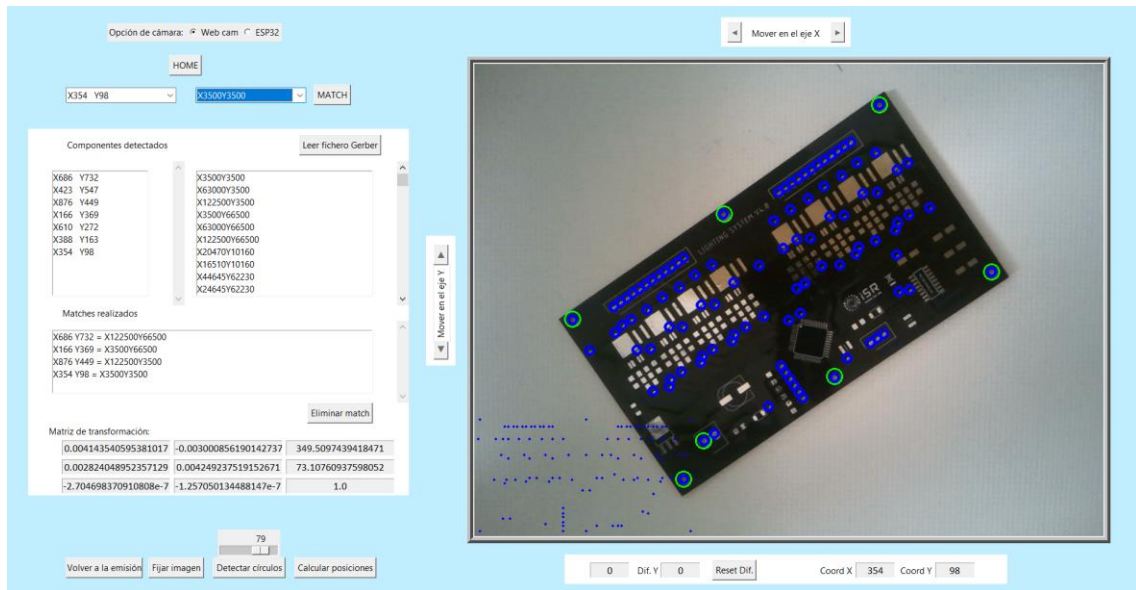 Opción de cámara: Web cam ESP32
HOME
X354 Y98 X3500Y3500 MATCH
Componentes detectados Leer fichero Gerber
X686 Y732
X423 Y547
X876 Y449
X166 Y369
X610 Y272
X388 Y163
X354 Y98
X3500Y3500
X63000Y3500
X122500Y3500
X3500Y66500
X63000Y66500
X122500Y66500
X20470Y10160
X16510Y10160
X44645Y62230
X24645Y62230
Matches realizados
X686 Y732 = X122500Y66500
X166 Y369 = X3500Y66500
X876 Y449 = X122500Y3500
X354 Y98 = X3500Y3500
Eliminar match
Matriz de transformación:
0.004143540595381017 -0.003000856190142737 349.5097439418471
0.002824048952357129 0.004249237519152671 73.10760937598052
-2.704698370910808e-7 -1.257050134488147e-7 1.0
79
Volver a la emisión Fijar imagen Detectar círculos Calcular posiciones
Mover en el eje X
Mover en el eje Y
LIGHTING SYSTEM V4.0
ISR
0 Dif. Y 0 Reset Dif. Coord X 354 Coord Y 98